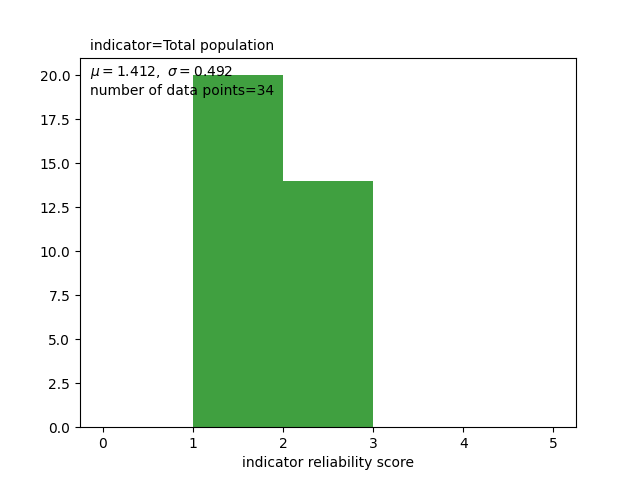 indicator=Total population
μ = 1.412, σ = 0.492
number of data points=34
20.0
17.5
15.0
12.5
10.0
7.5
5.0
2.5
0.0
0 1 2 3 4 5
indicator reliability score